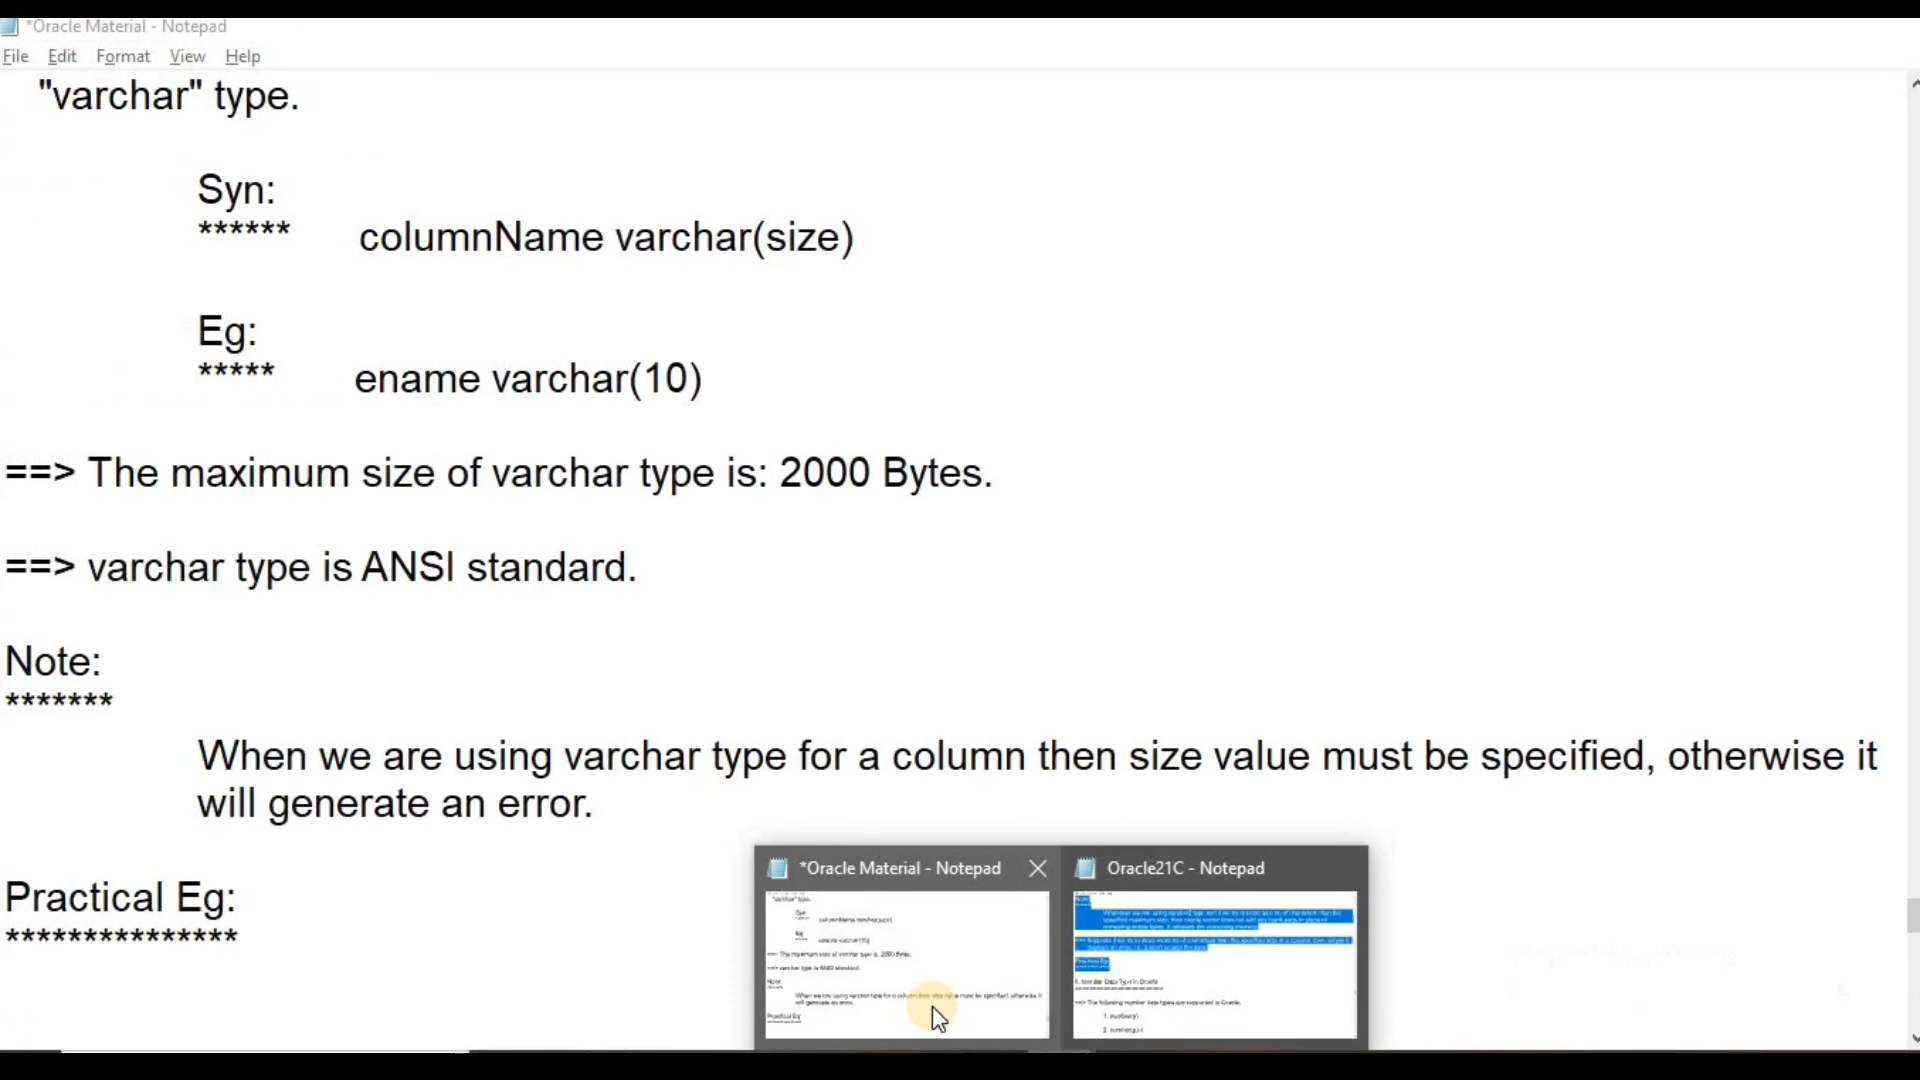 *Oracle Material - Notepad
File Edit Format View Help
"varchar" type.
Syn:
****** columnName varchar(size)
Eg:
***** ename varchar(10)
==> The maximum size of varchar type is: 2000 Bytes.
==> varchar type is ANSI standard.
Note:
*******
When we are using varchar type for a column then size value must be specified, otherwise it
will generate an error.
Practical Eg:
***************
*Oracle Material - Notepad
Oracle21C - Notepad